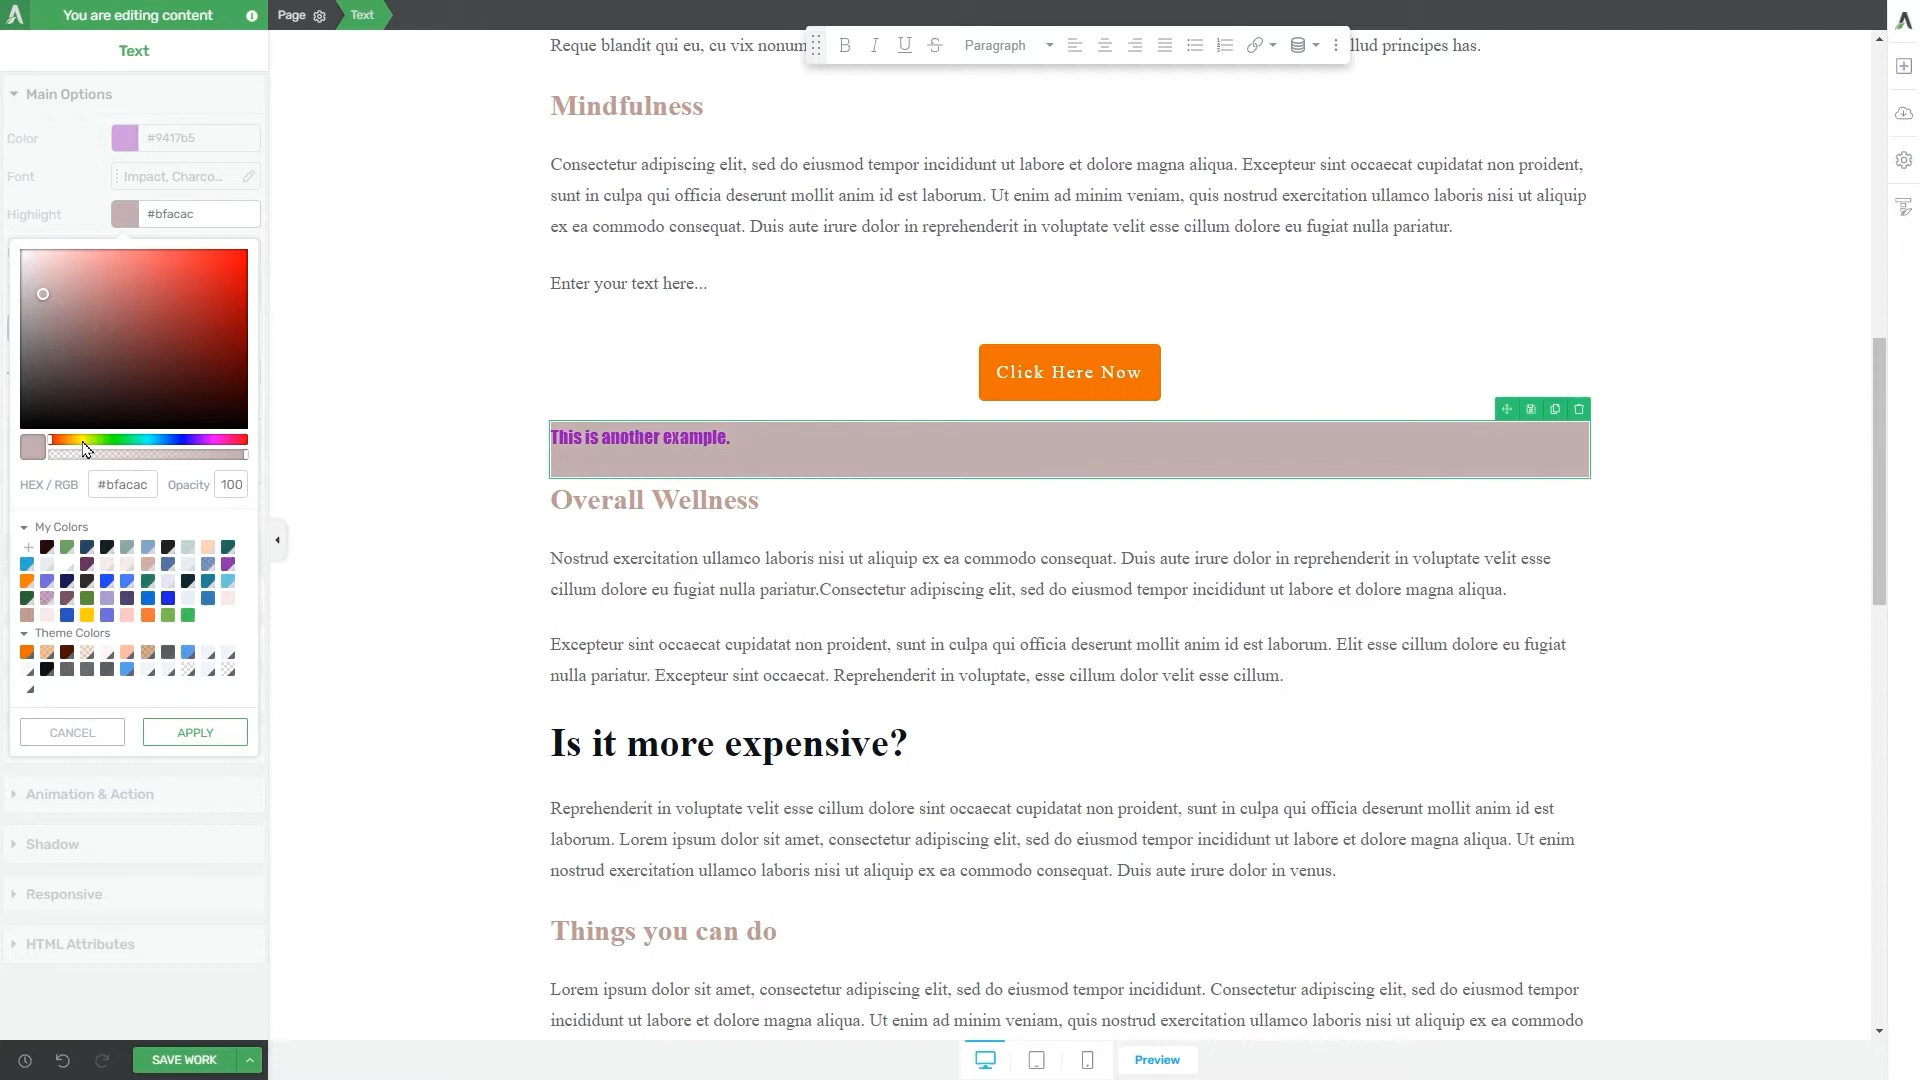 You are editing content
Page
Text
Text
Main Options
Color
#9417b5
Font
Impact, Charco...
Highlight
#bfacac
HEX / RGB
#bfacac
Opacity
100
My Colors
Theme Colors
CANCEL
APPLY
Animation & Action
Shadow
Responsive
HTML Attributes
SAVE WORK
B I U S Paragraph
Reque blandit qui eu, cu vix nonum
llud principes has.
Mindfulness
Consectetur adipiscing elit, sed do eiusmod tempor incididunt ut labore et dolore magna aliqua. Excepteur sint occaecat cupidatat non proident,
sunt in culpa qui officia deserunt mollit anim id est laborum. Ut enim ad minim veniam, quis nostrud exercitation ullamco laboris nisi ut aliquip
ex ea commodo consequat. Duis aute irure dolor in reprehenderit in voluptate velit esse cillum dolore eu fugiat nulla pariatur.
Enter your text here...
Click Here Now
This is another example.
Overall Wellness
Nostrud exercitation ullamco laboris nisi ut aliquip ex ea commodo consequat. Duis aute irure dolor in reprehenderit in voluptate velit esse
cillum dolore eu fugiat nulla pariatur.Consectetur adipiscing elit, sed do eiusmod tempor incididunt ut labore et dolore magna aliqua.
Excepteur sint occaecat cupidatat non proident, sunt in culpa qui officia deserunt mollit anim id est laborum. Elit esse cillum dolore eu fugiat
nulla pariatur. Excepteur sint occaecat. Reprehenderit in voluptate, esse cillum dolor velit esse cillum.
Is it more expensive?
Reprehenderit in voluptate velit esse cillum dolore sint occaecat cupidatat non proident, sunt in culpa qui officia deserunt mollit anim id est
laborum. Lorem ipsum dolor sit amet, consectetur adipiscing elit, sed do eiusmod tempor incididunt ut labore et dolore magna aliqua. Ut enim
nostrud exercitation ullamco laboris nisi ut aliquip ex ea commodo consequat. Duis aute irure dolor in venus.
Things you can do
Lorem ipsum dolor sit amet, consectetur adipiscing elit, sed do eiusmod tempor incididunt. Consectetur adipiscing elit, sed do eiusmod tempor
incididunt ut labore et dolore magna aliqua. Ut enim ad minim veniam, quis nostrud exercitation ullamco laboris nisi ut aliquip ex ea commodo
Preview